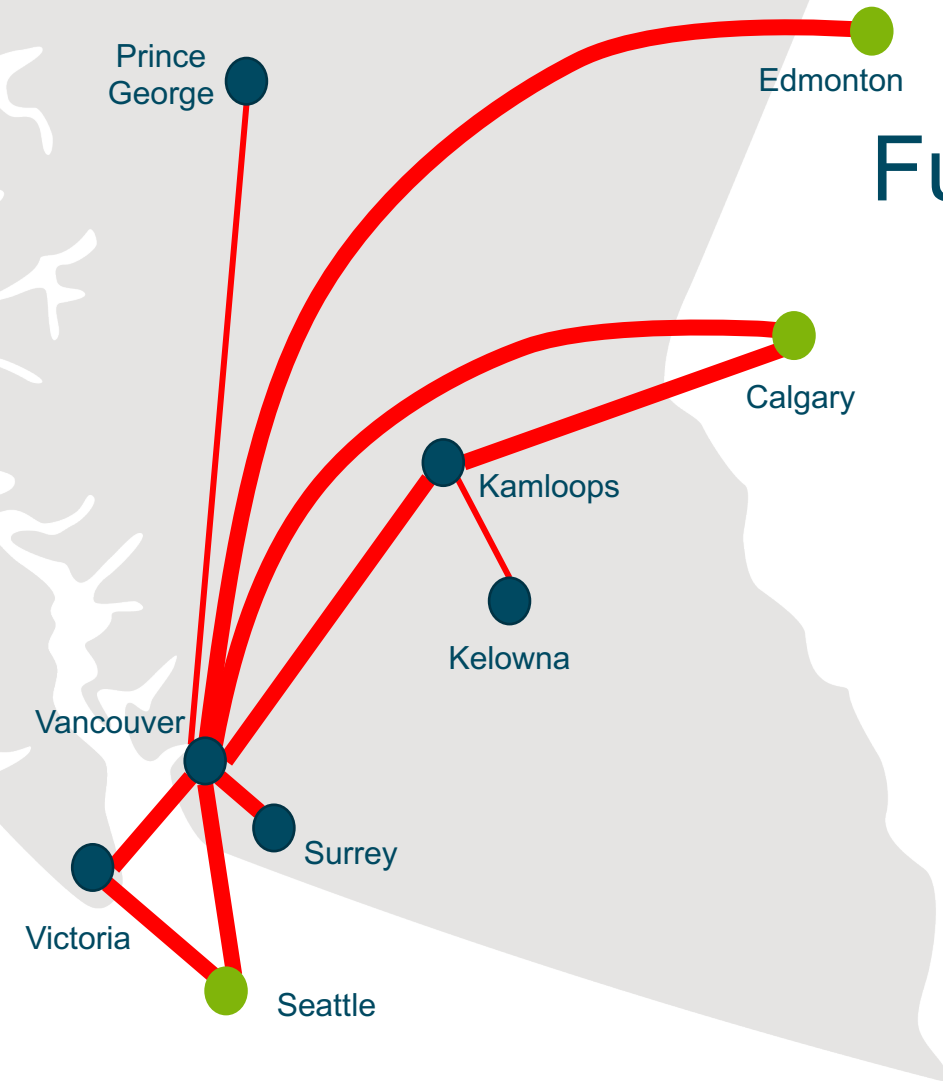 Prince
George
Edmonton
Fu
Calgary
Kamloops
Kelowna
Vancouver
Surrey
Victoria
Seattle